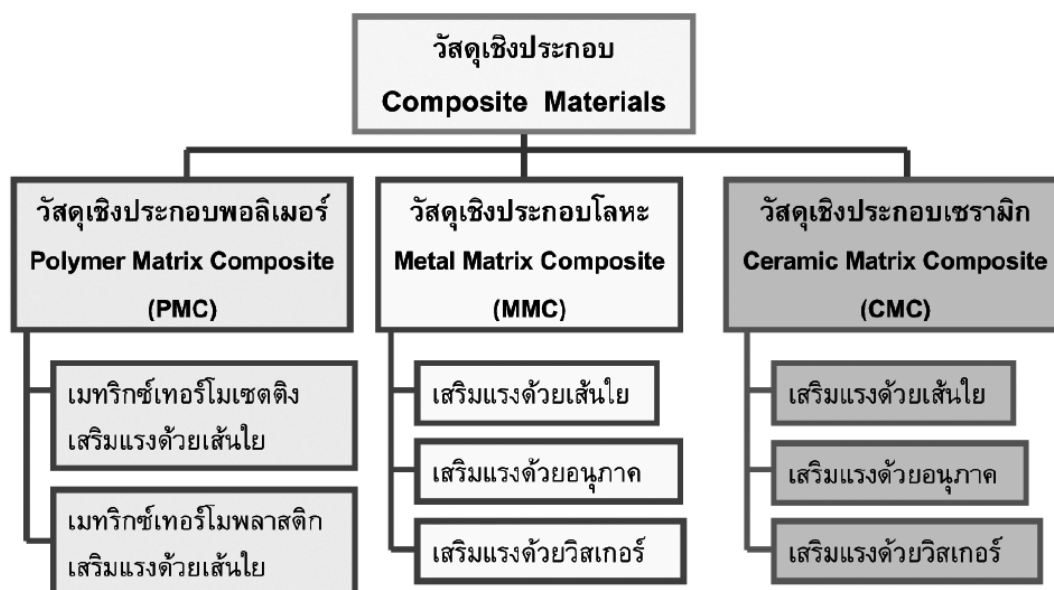 วัสดุเชิงประกอบ
Composite Materials
วัสดุเชิงประกอบพอลิเมอร์
Polymer Matrix Composite
(PMC)
เมทริกซ์เทอร์โมเซตติง
เสริมแรงด้วยเส้นใย
เมทริกซ์เทอร์โมพลาสติก
เสริมแรงด้วยเส้นใย
วัสดุเชิงประกอบโลหะ
Metal Matrix Composite
(MMC)
เสริมแรงด้วยเส้นใย
เสริมแรงด้วยอนุภาค
เสริมแรงด้วยวิสเกอร์
วัสดุเชิงประกอบเซรามิก
Ceramic Matrix Composite
(CMC)
เสริมแรงด้วยเส้นใย
เสริมแรงด้วยอนุภาค
เสริมแรงด้วยวิสเกอร์